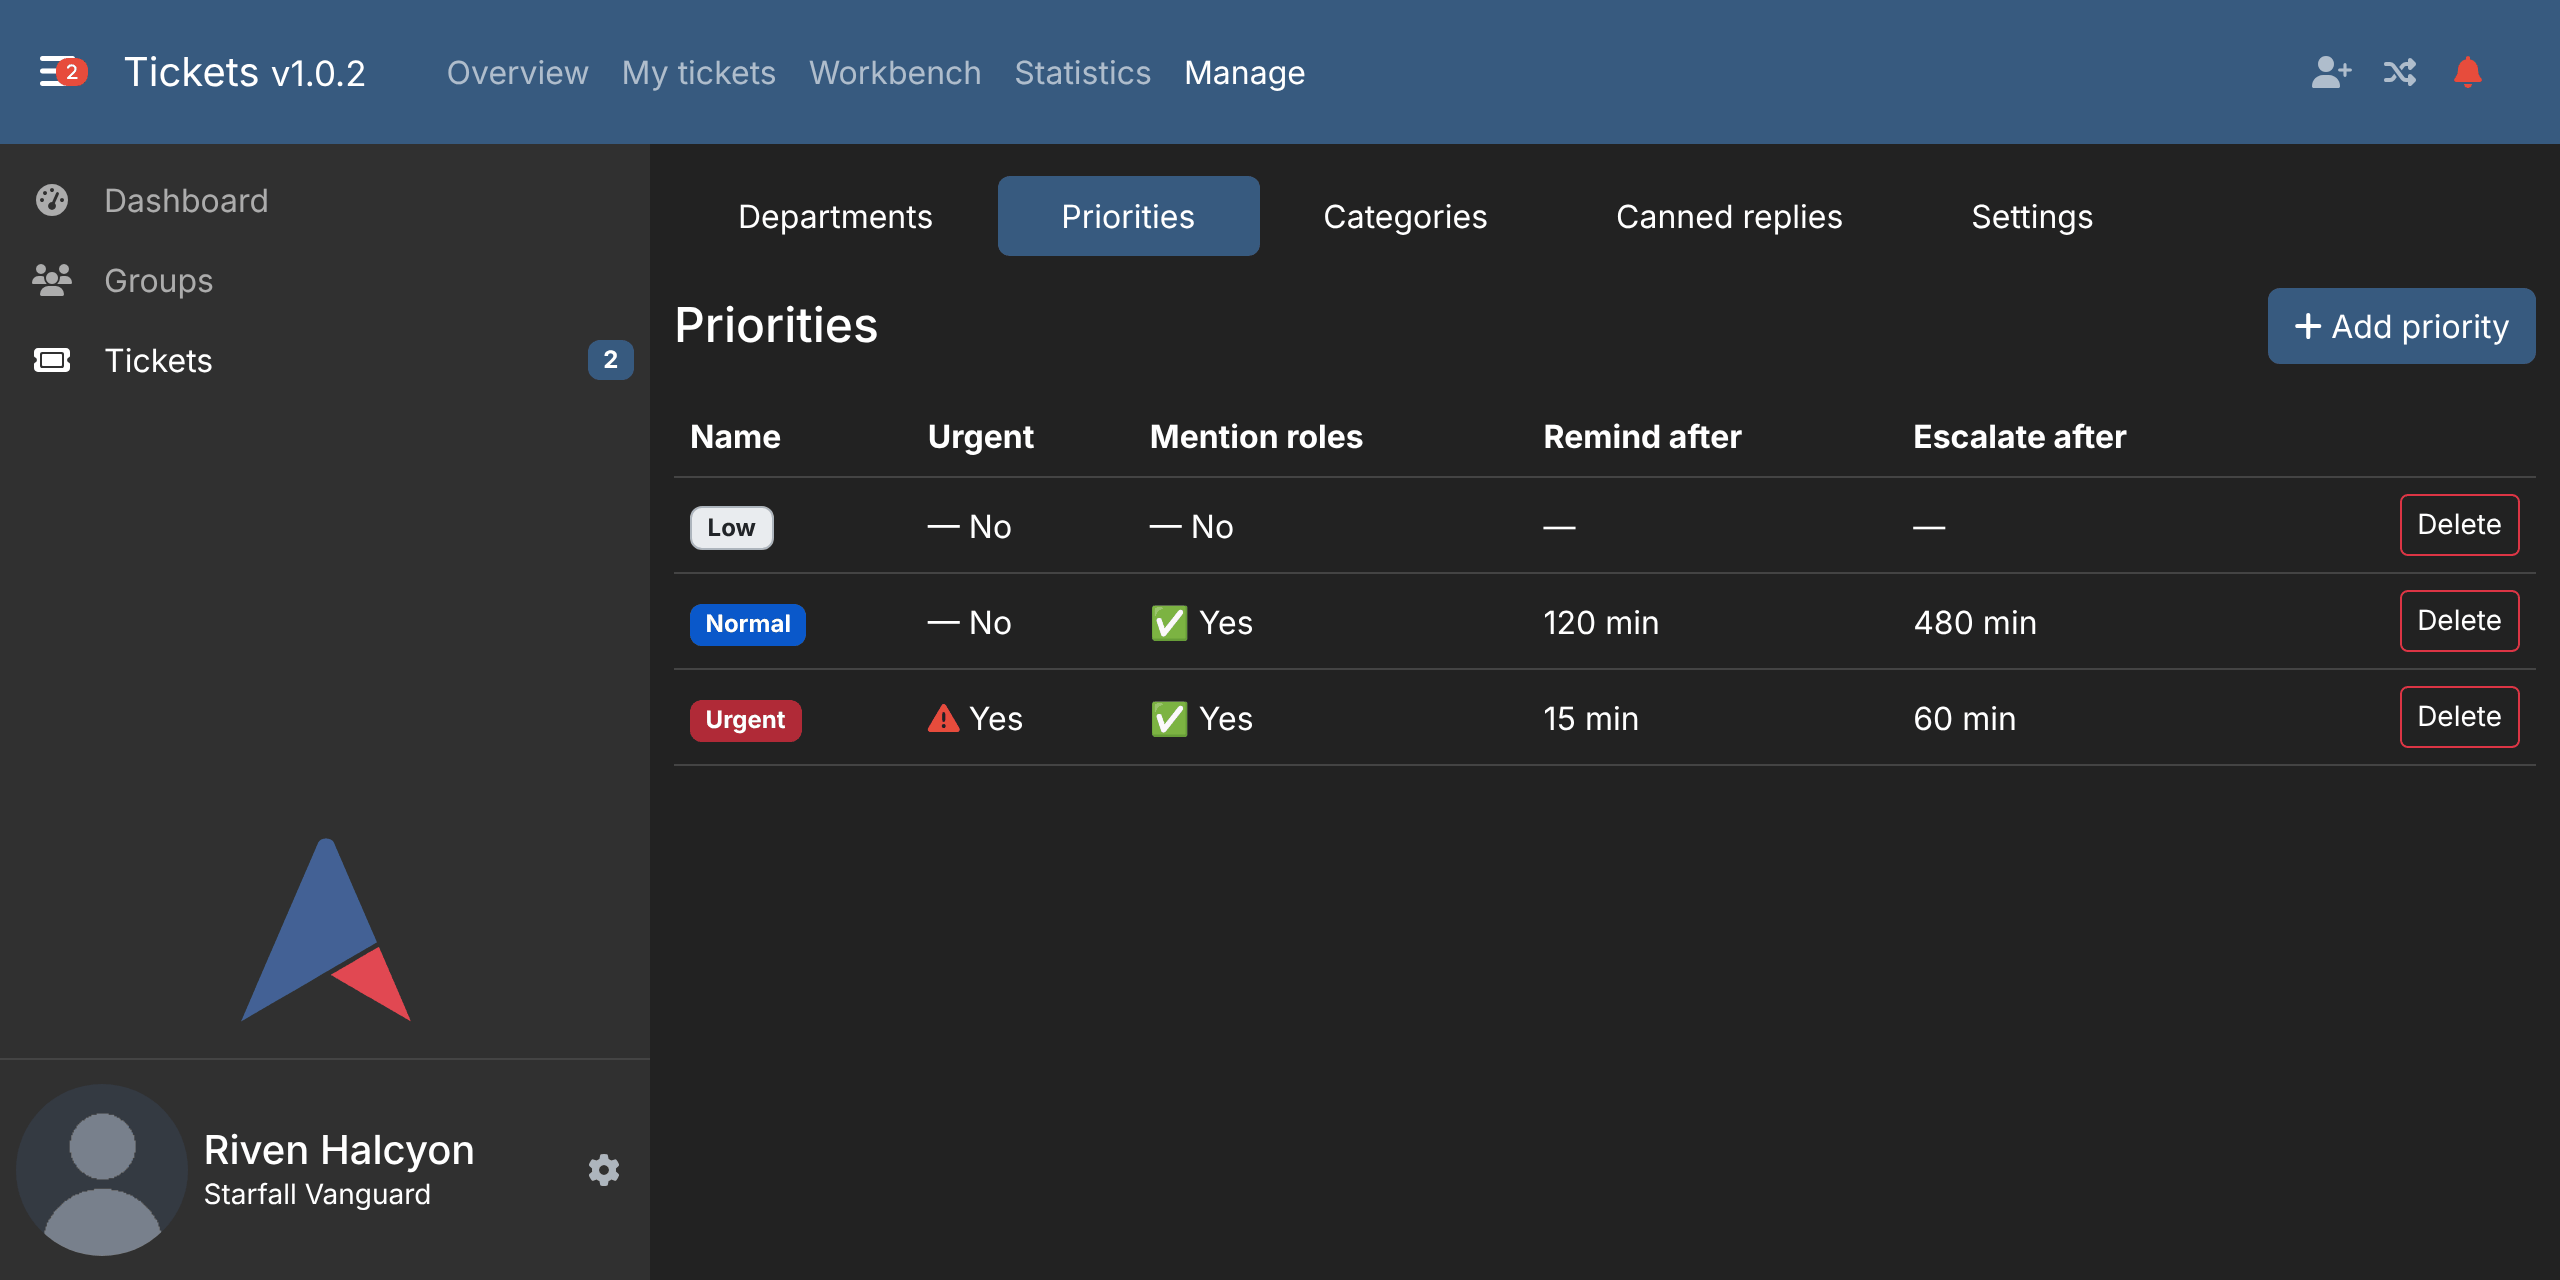 2 Tickets v1.0.2 Overview My tickets Workbench Statistics Manage
Dashboard
Groups
Tickets 2
Riven Halcyon
Starfall Vanguard
Departments Priorities Categories Canned replies Settings
Priorities + Add priority
Name Urgent Mention roles Remind after Escalate after
Low — No — No — — Delete
Normal — No ✅ Yes 120 min 480 min Delete
Urgent Yes ✅ Yes 15 min 60 min Delete